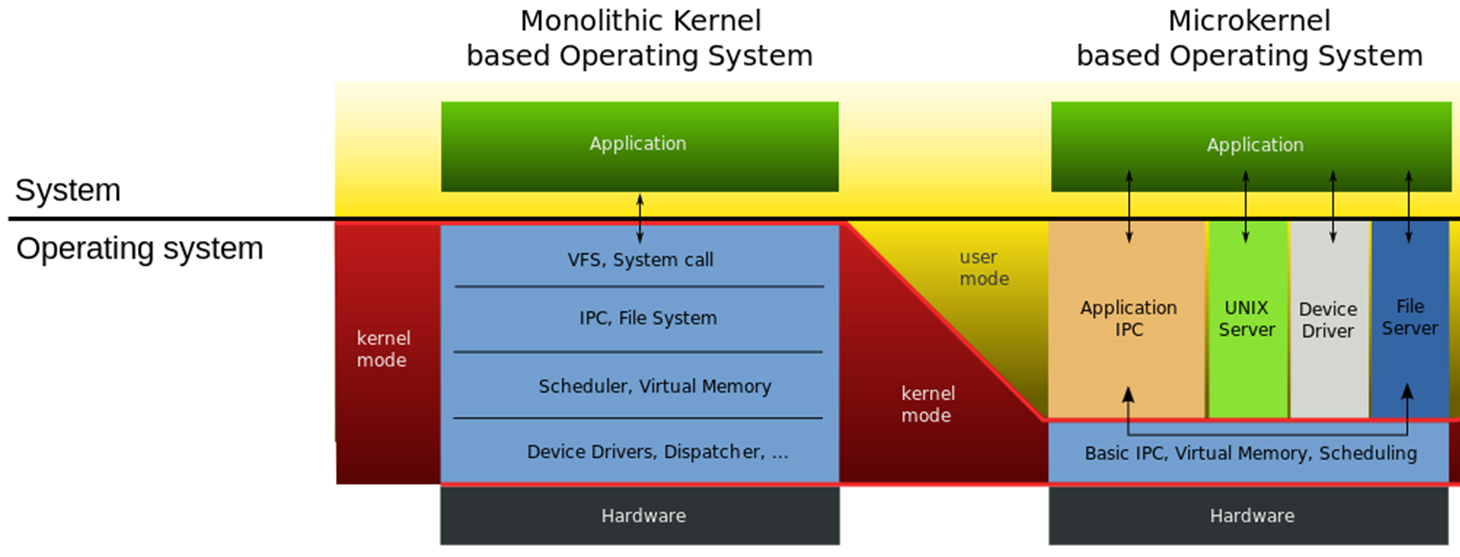 Monolithic Kernel
based Operating System
Microkernel
based Operating System
Application
Application
System
Operating system
VFS, System call
IPC, File System
Scheduler, Virtual Memory
Device Drivers, Dispatcher, ...
kernel
mode
user
mode
kernel
mode
Application
IPC
UNIX
Server
Device
Driver
File
Server
Basic IPC, Virtual Memory, Scheduling
Hardware
Hardware